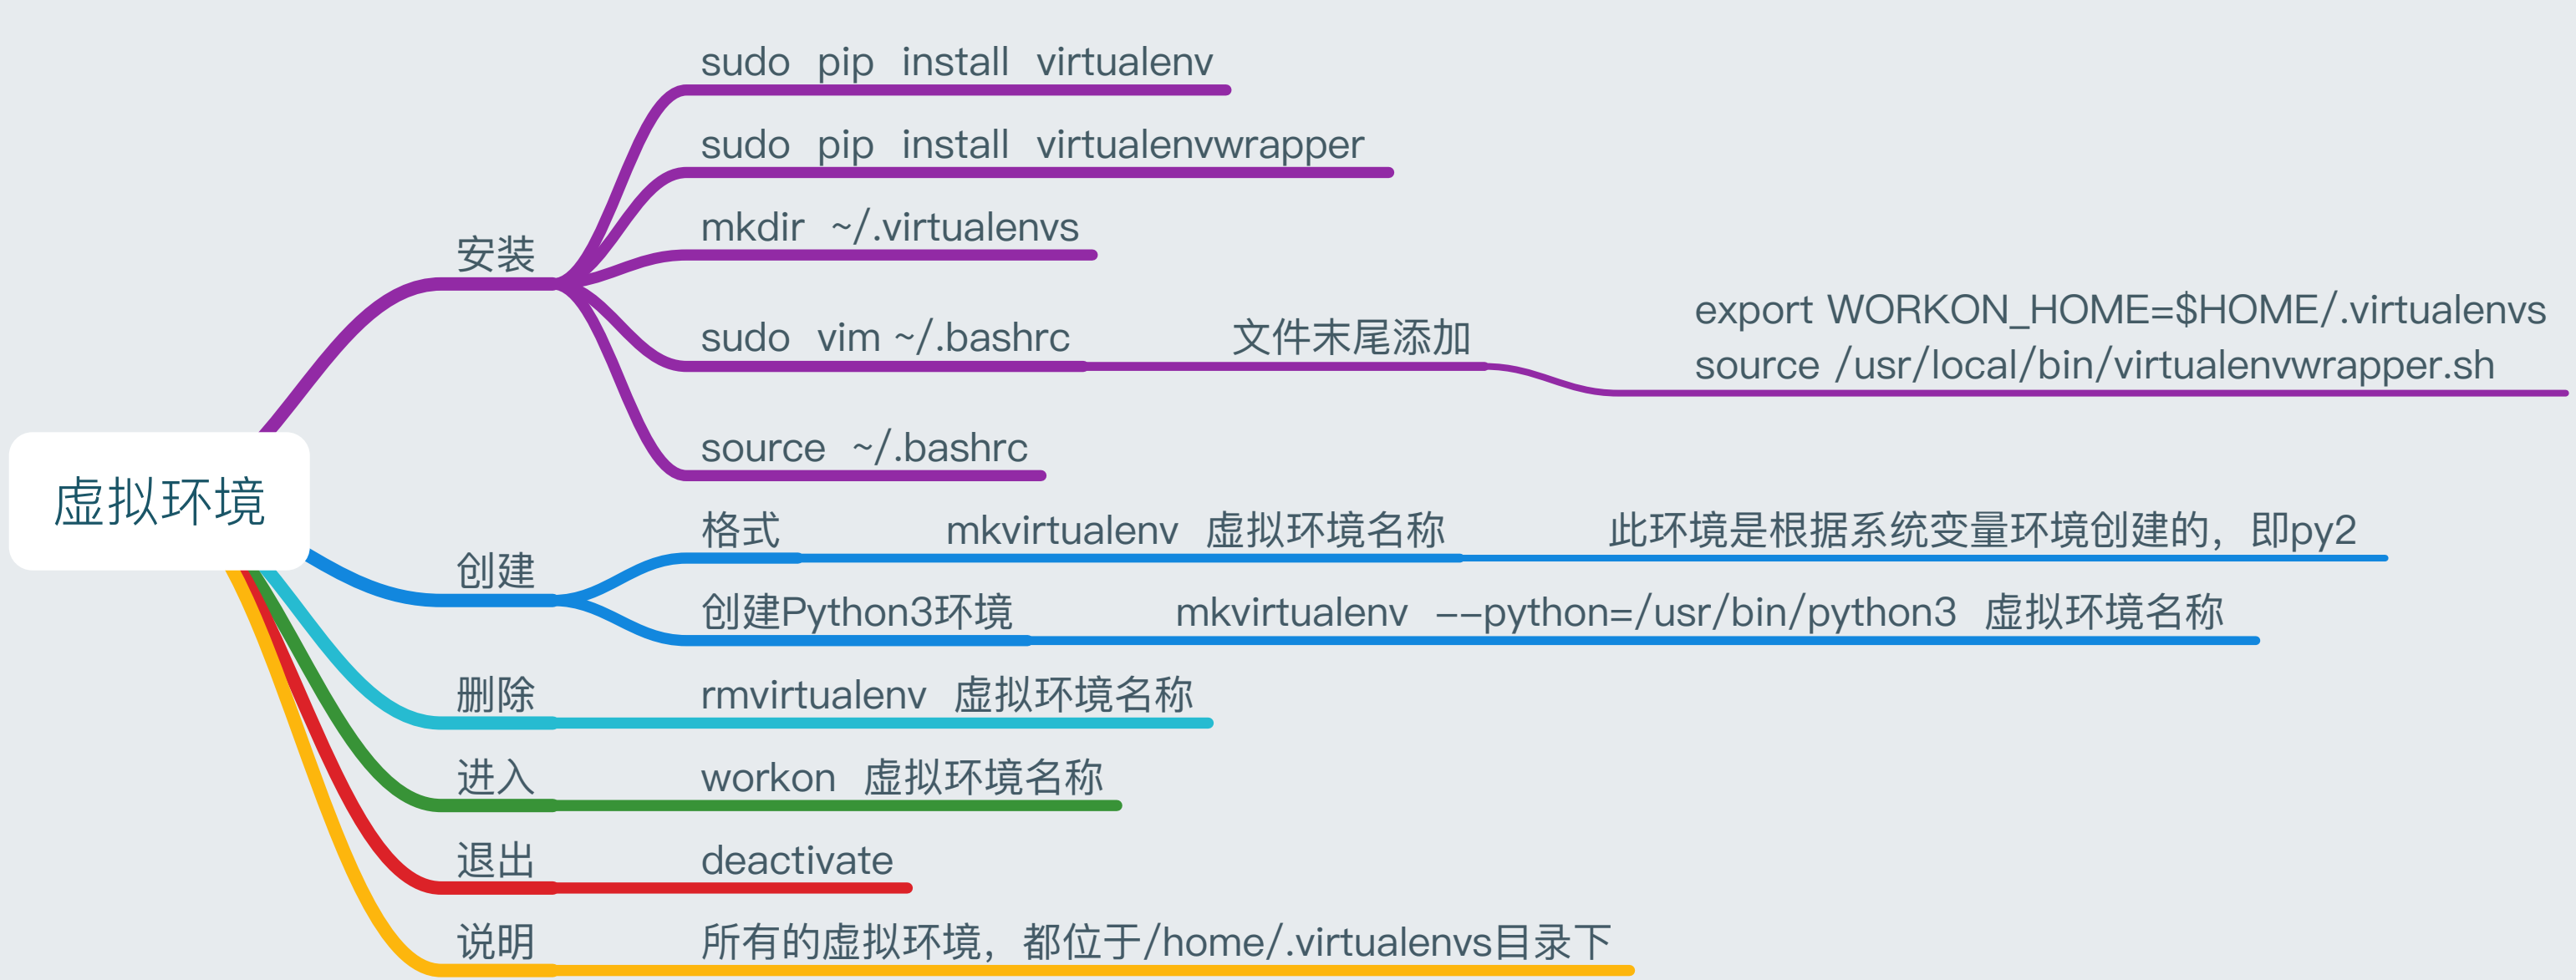 虚拟环境
安装
sudo pip install virtualenv
sudo pip install virtualenvwrapper
mkdir ~/.virtualenvs
sudo vim ~/.bashrc
文件末尾添加
export WORKON_HOME=$HOME/.virtualenvs
source /usr/local/bin/virtualenvwrapper.sh
source ~/.bashrc
创建
格式
mkvirtualenv 虚拟环境名称
此环境是根据系统变量环境创建的，即py2
创建Python3环境
mkvirtualenv --python=/usr/bin/python3 虚拟环境名称
删除
rmvirtualenv 虚拟环境名称
进入
workon 虚拟环境名称
退出
deactivate
说明
所有的虚拟环境，都位于/home/.virtualenvs目录下